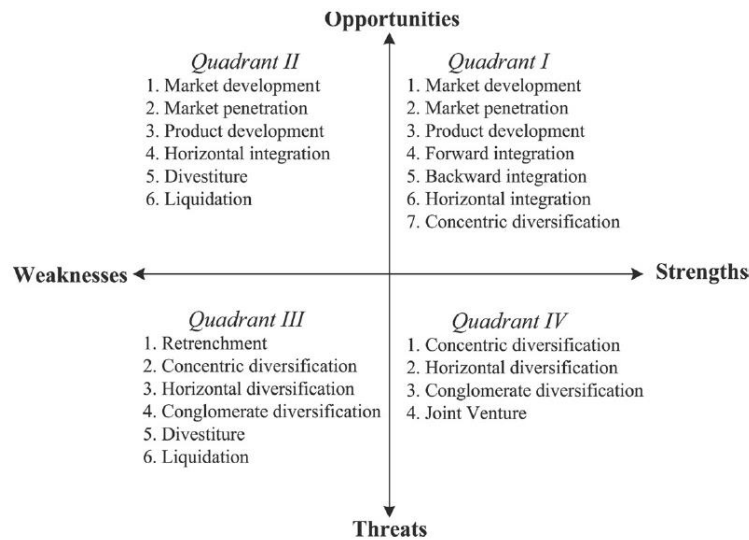 Opportunities
Quadrant II
1. Market development
2. Market penetration
3. Product development
4. Horizontal integration
5. Divestiture
6. Liquidation
Quadrant I
1. Market development
2. Market penetration
3. Product development
4. Forward integration
5. Backward integration
6. Horizontal integration
7. Concentric diversification
Weaknesses
Strengths
Quadrant III
1. Retrenchment
2. Concentric diversification
3. Horizontal diversification
4. Conglomerate diversification
5. Divestiture
6. Liquidation
Quadrant IV
1. Concentric diversification
2. Horizontal diversification
3. Conglomerate diversification
4. Joint Venture
Threats